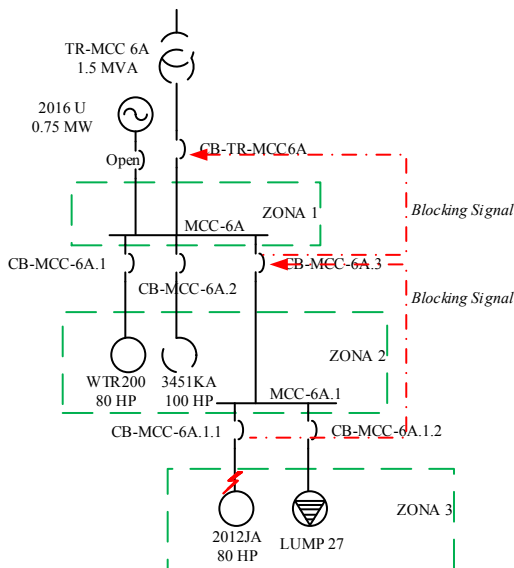 TR-MCC 6A
1.5 MVA
2016 U
0.75 MW
Open
CB-TR-MCC6A
Blocking Signal
ZONA 1
MCC-6A
CB-MCC-6A.1
CB-MCC-6A.2
CB-MCC-6A.3
Blocking Signal
ZONA 2
WTR200
80 HP
3451KA
100 HP
MCC-6A.1
CB-MCC-6A.1.1
CB-MCC-6A.1.2
ZONA 3
2012JA
80 HP
LUMP 27